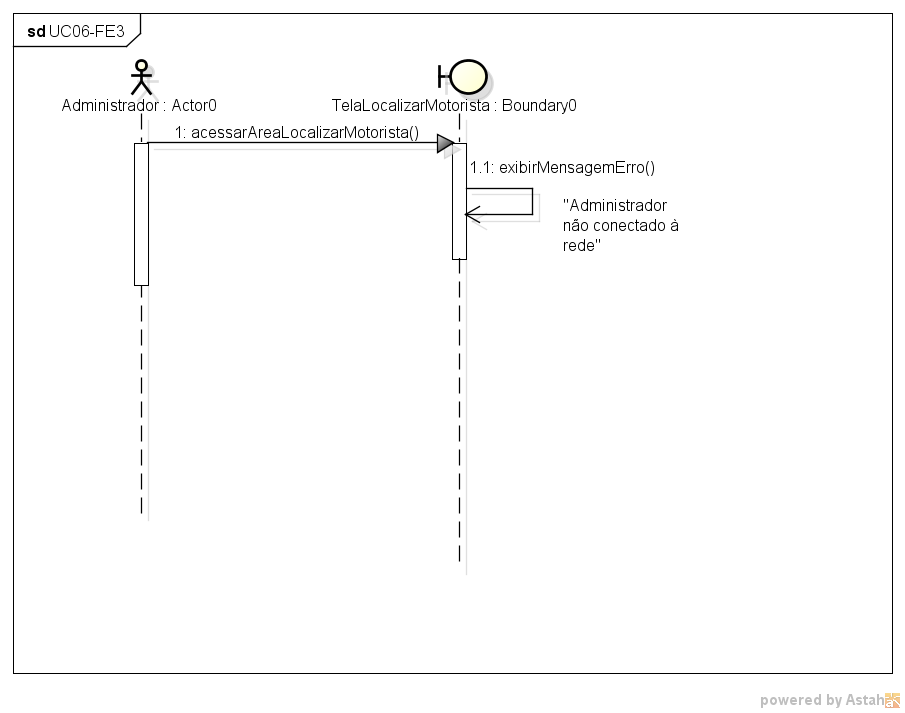 sd UC06-FE3
Administrador : Actor0
TelaLocalizarMotorista : Boundary0
1: acessarAreaLocalizarMotorista()
1.1: exibirMensagemErro()
"Administrador
não conectado à
rede"
powered by Astah